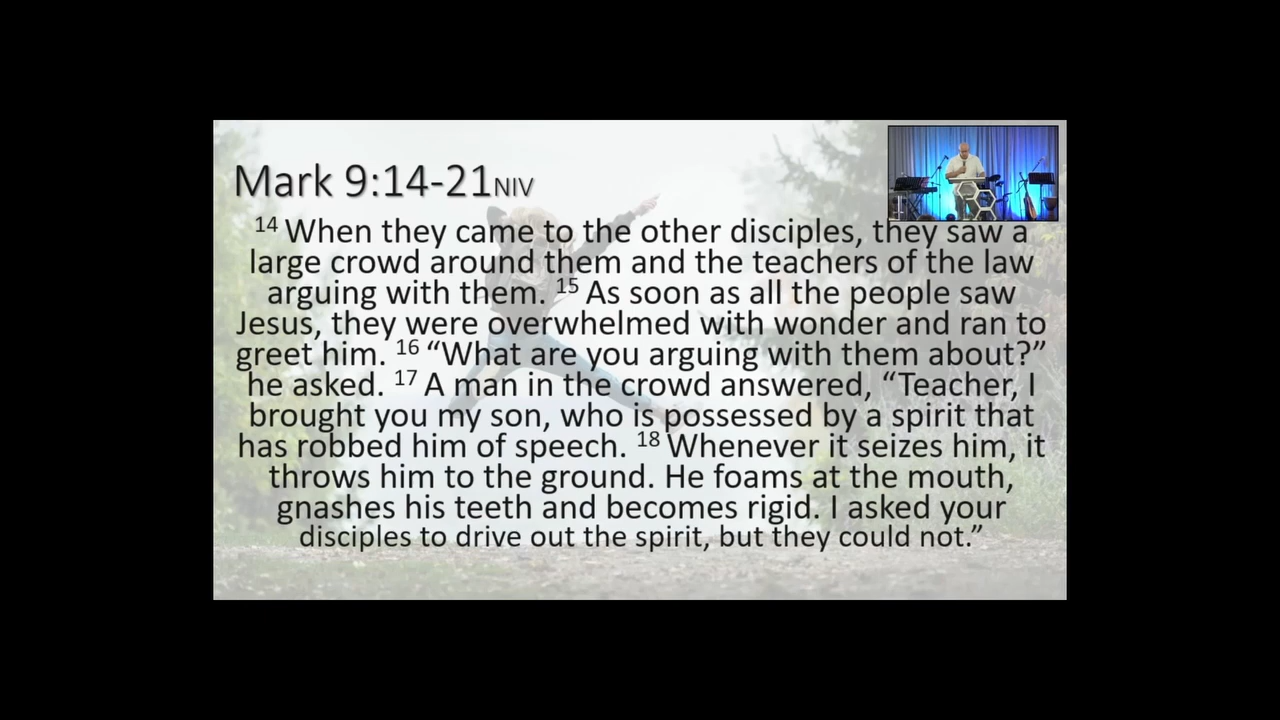 Mark 9:14-21NIV
14 When they came to the other disciples, they saw a
large crowd around them and the teachers of the law
arguing with them. 15 As soon as all the people saw
Jesus, they were overwhelmed with wonder and ran to
greet him. 16 “What are you arguing with them about?”
he asked. 17 A man in the crowd answered, “Teacher, I
brought you my son, who is possessed by a spirit that
has robbed him of speech. 18 Whenever it seizes him, it
throws him to the ground. He foams at the mouth,
gnashes his teeth and becomes rigid. I asked your
disciples to drive out the spirit, but they could not.”